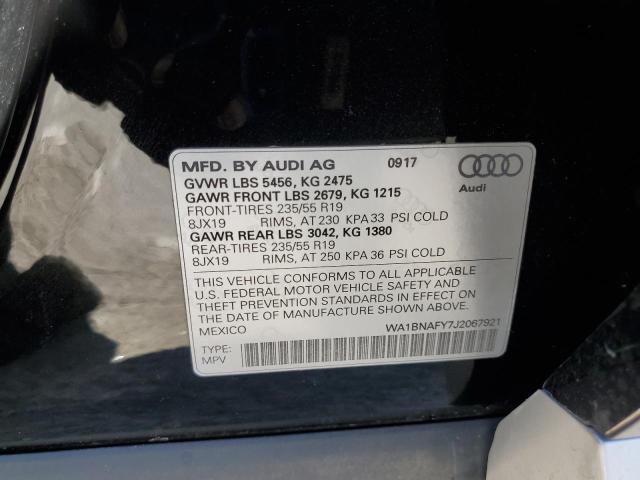 MFD. BY AUDI AG 0917
GVWR LBS 5456, KG 2475
GAWR FRONT LBS 2679, KG 1215
FRONT-TIRES 235/55 R19
8JX19 RIMS, AT 230 KPA 33 PSI COLD
GAWR REAR LBS 3042, KG 1380
REAR-TIRES 235/55 R19
8JX19 RIMS, AT 250 KPA 36 PSI COLD
Audi
THIS VEHICLE CONFORMS TO ALL APPLICABLE
U.S. FEDERAL MOTOR VEHICLE SAFETY AND
THEFT PREVENTION STANDARDS IN EFFECT ON
THE DATE OF MANUFACTURE SHOWN ABOVE.
MEXICO WA1BNAFY7J2067921
TYPE:
MPV